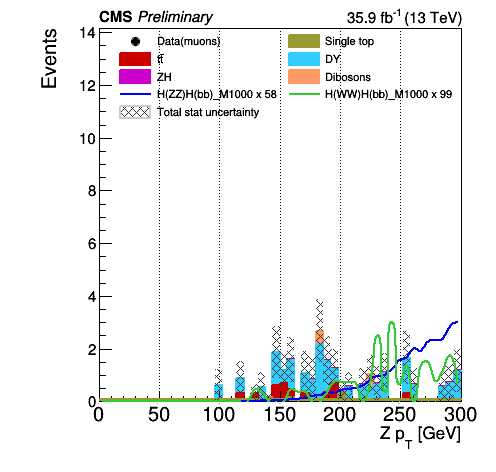 CMS Preliminary 35.9 fb⁻¹ (13 TeV)
Data(muons) Single top
tt̄ DY
ZH Dibosons
H(ZZ)H(bb)_M1000 x 58 H(WW)H(bb)_M1000 x 99
Total stat uncertainty
Events
14
12
10
8
6
4
2
0
0 50 100 150 200 250 300
Z p_T [GeV]